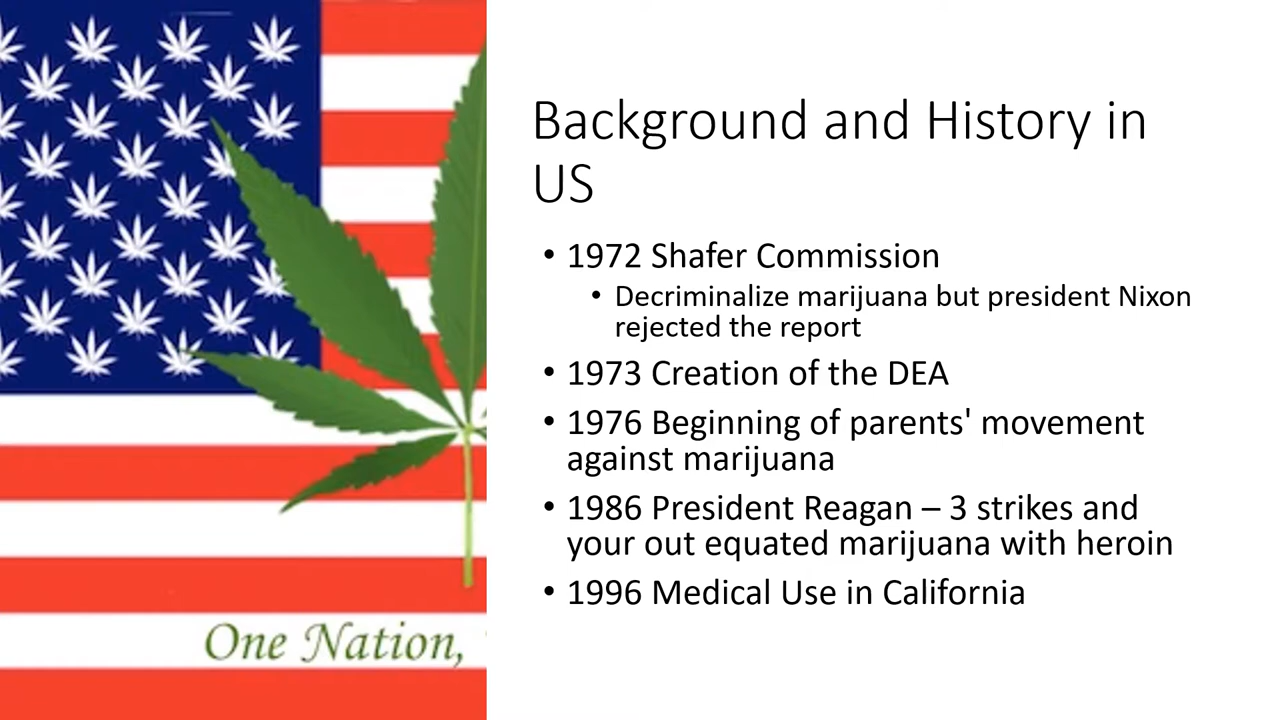 Background and History in
US
• 1972 Shafer Commission
• Decriminalize marijuana but president Nixon
rejected the report
• 1973 Creation of the DEA
• 1976 Beginning of parents' movement
against marijuana
• 1986 President Reagan – 3 strikes and
your out equated marijuana with heroin
• 1996 Medical Use in California
One Nation,